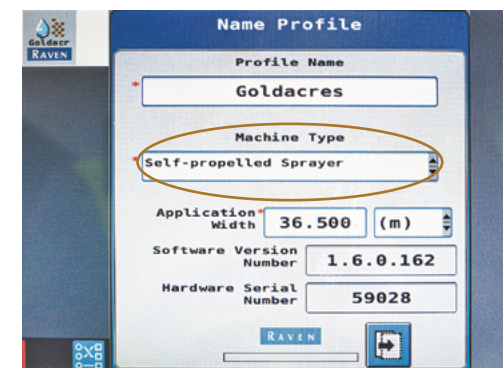 Name Profile
Goldacr
RAVEN
Profile Name
*
Goldacres
Machine Type
*
Self-propelled Sprayer
Application*
Width
36.500
(m)
Software Version
Number
1.6.0.162
Hardware Serial
Number
59028
RAVEN